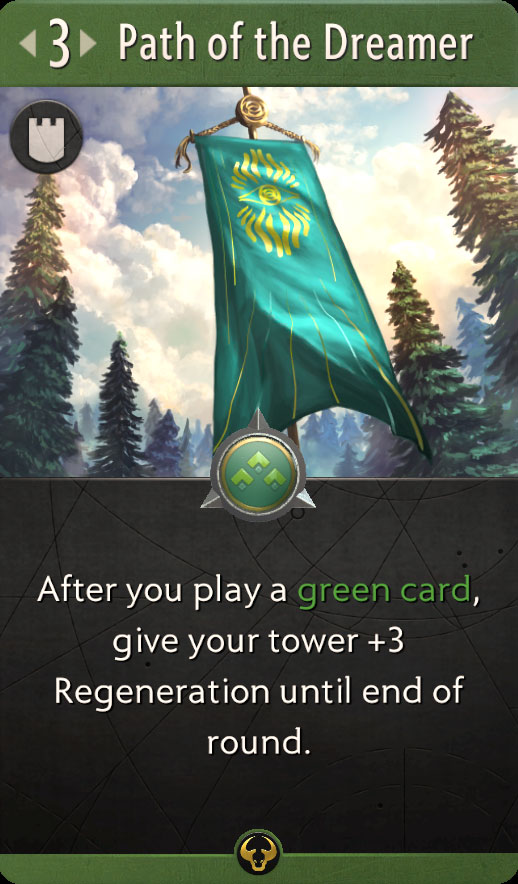 3 Path of the Dreamer
After you play a green card,
give your tower +3
Regeneration until end of
round.